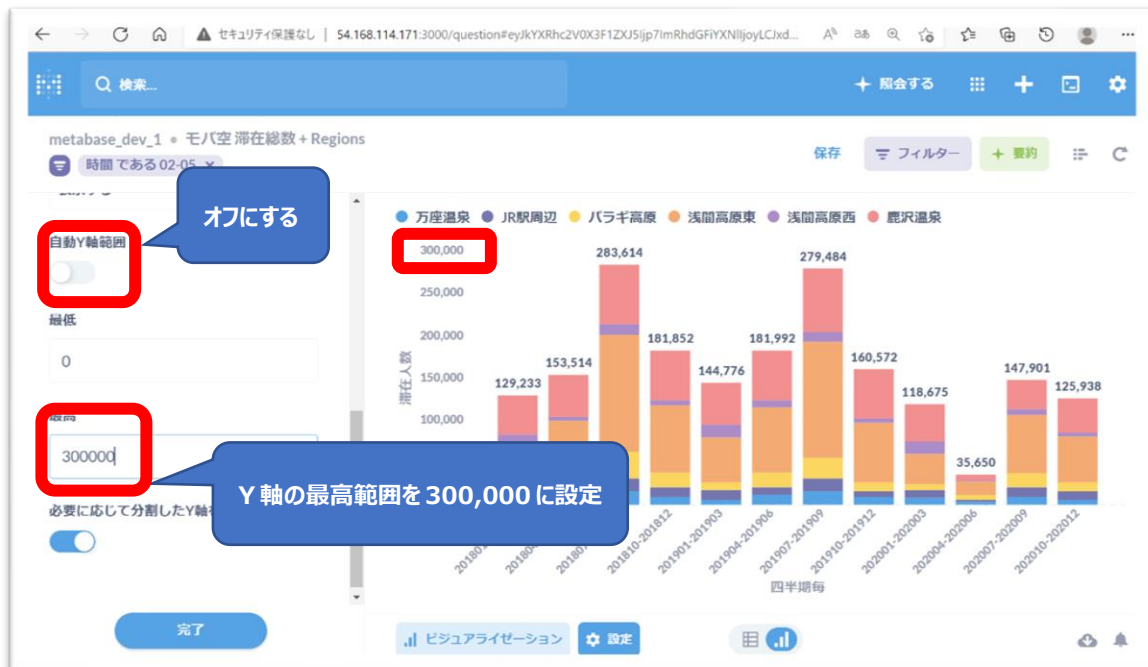 セキュリティ保護なし | 54.168.114.171:3000/question#eyJkYXRhc2V0X3F1ZXJ5Ijp7ImRhdGFiYXNlIjoyLCJxd...
検索...
照会する
metabase_dev_1 • モバ空 滞在総数 + Regions
時間 である 02-05 ×
保存
フィルター
+ 要約
オフにする
自動Y軸範囲
最低
0
最高
300000
Y 軸の最高範囲を 300,000 に設定
必要に応じて分割したY軸
完了
万座温泉 JR駅周辺 バラギ高原 浅間高原東 浅間高原西 鹿沢温泉
300,000
250,000
200,000
150,000
100,000
滞在人数
129,233
153,514
283,614
181,852
144,776
181,992
279,484
160,572
118,675
35,650
147,901
125,938
201810-201812
201901-201903
201904-201906
201907-201909
201910-201912
202001-202003
202004-202006
202007-202009
202010-202012
四半期毎
ビジュアライゼーション
設定